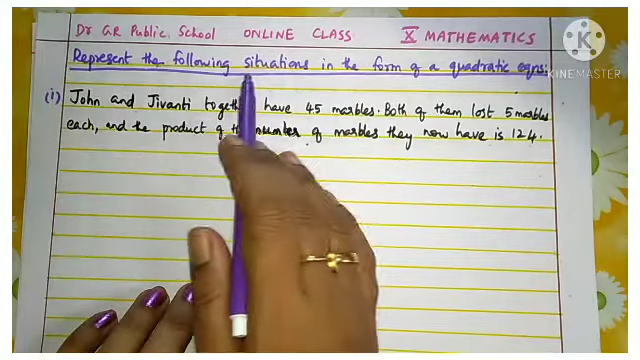 Dr G.R Public School ONLINE CLASS X MATHEMATICS
Represent the following situations in the form of a quadratic eqns:
(i) John and Jivanti together have 45 marbles. Both of them lost 5 marbles
each, and the product of the number of marbles they now have is 124.
K
KINEMASTER